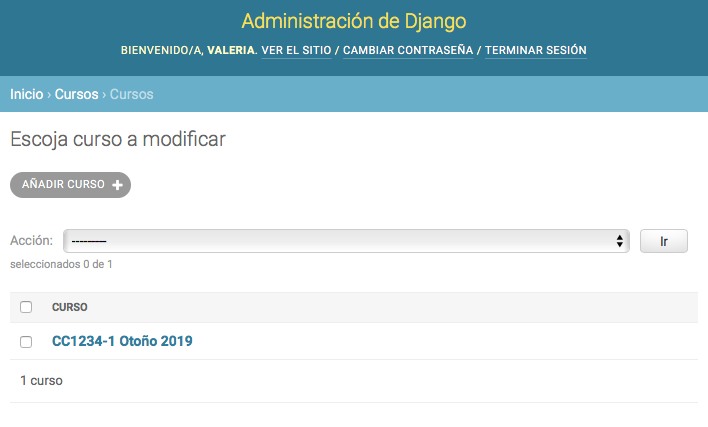 Administración de Django
BIENVENIDO/A, VALERIA. VER EL SITIO / CAMBIAR CONTRASEÑA / TERMINAR SESIÓN
Inicio › Cursos › Cursos
Escoja curso a modificar
AÑADIR CURSO +
Acción: --------- Ir
seleccionados 0 de 1
CURSO
CC1234-1 Otoño 2019
1 curso